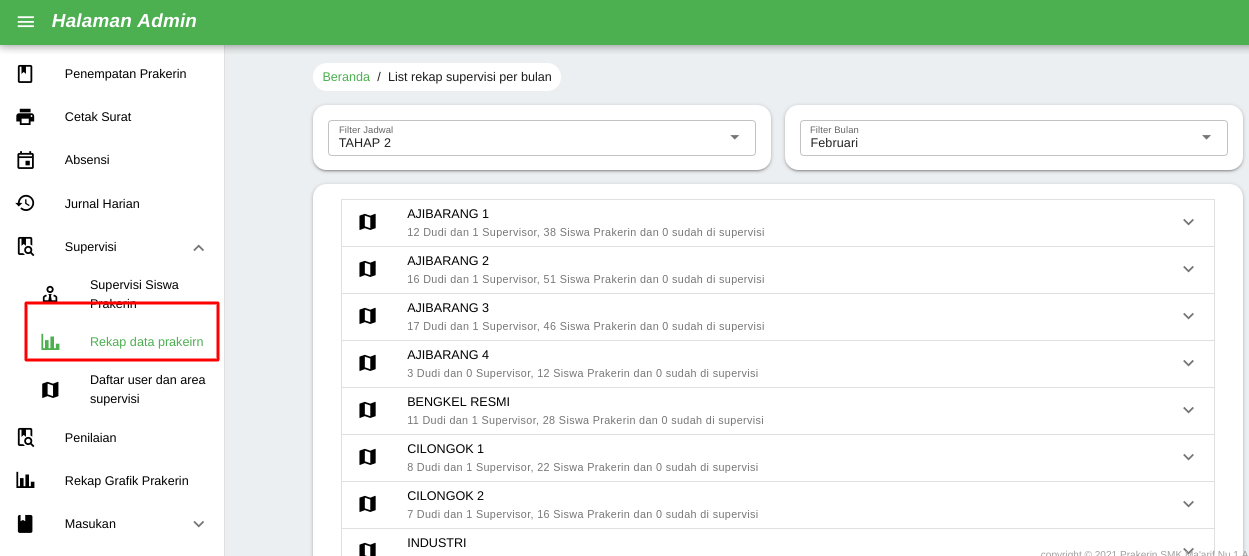 Halaman Admin
Penempatan Prakerin
Cetak Surat
Absensi
Jurnal Harian
Supervisi
Supervisi Siswa
Prakerin
Rekap data prakeirn
Daftar user dan area
supervisi
Penilaian
Rekap Grafik Prakerin
Masukan
Beranda / List rekap supervisi per bulan
Filter Jadwal
TAHAP 2
Filter Bulan
Februari
AJIBARANG 1
12 Dudi dan 1 Supervisor, 38 Siswa Prakerin dan 0 sudah di supervisi
AJIBARANG 2
16 Dudi dan 1 Supervisor, 51 Siswa Prakerin dan 0 sudah di supervisi
AJIBARANG 3
17 Dudi dan 1 Supervisor, 46 Siswa Prakerin dan 0 sudah di supervisi
AJIBARANG 4
3 Dudi dan 0 Supervisor, 12 Siswa Prakerin dan 0 sudah di supervisi
BENGKEL RESMI
11 Dudi dan 1 Supervisor, 28 Siswa Prakerin dan 0 sudah di supervisi
CILONGOK 1
8 Dudi dan 1 Supervisor, 22 Siswa Prakerin dan 0 sudah di supervisi
CILONGOK 2
7 Dudi dan 1 Supervisor, 16 Siswa Prakerin dan 0 sudah di supervisi
INDUSTRI
copyright © 2021 Prakerin SMK Ma'arif Nu 1 A